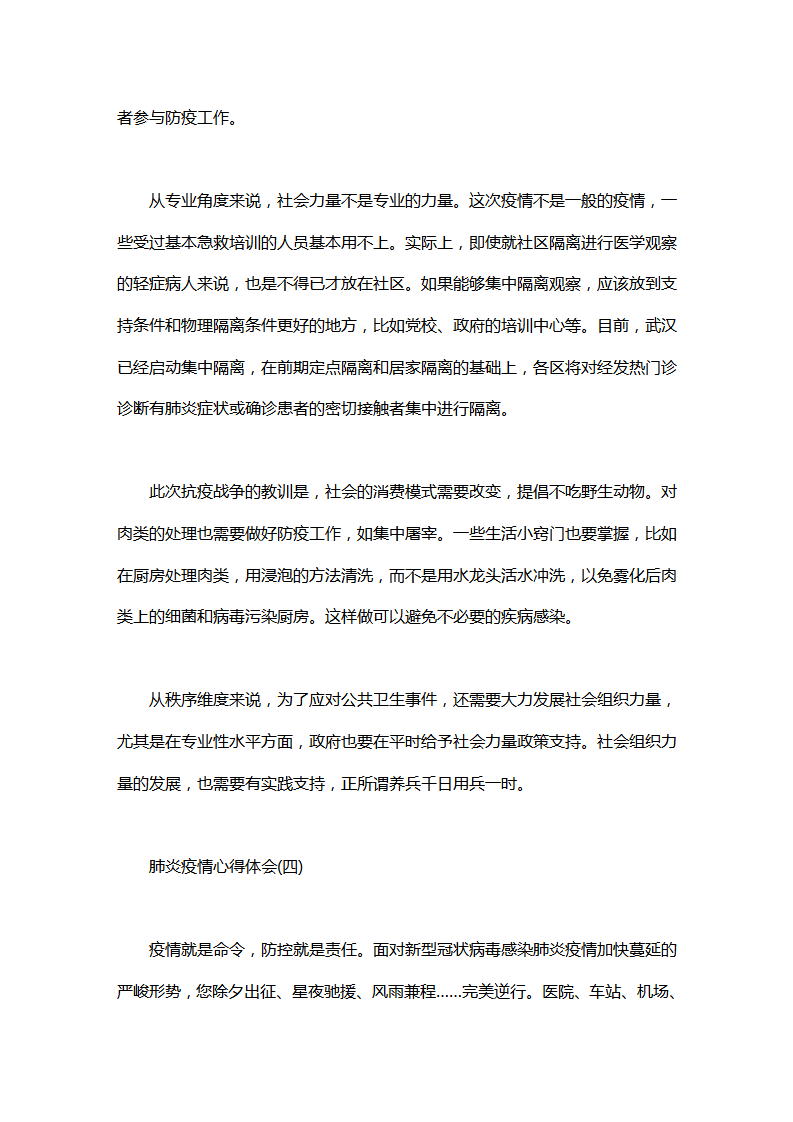 者参与防疫工作。
从专业角度来说，社会力量不是专业的力量。这次疫情不是一般的疫情，一
些受过基本急救培训的人员基本用不上。实际上，即使就社区隔离进行医学观察
的轻症病人来说，也是不得已才放在社区。如果能够集中隔离观察，应该放到支
持条件和物理隔离条件更好的地方，比如党校、政府的培训中心等。目前，武汉
已经启动集中隔离，在前期定点隔离和居家隔离的基础上，各区将对经发热门诊
诊断有肺炎症状或确诊患者的密切接触者集中进行隔离。
此次抗疫战争的教训是，社会的消费模式需要改变，提倡不吃野生动物。对
肉类的处理也需要做好防疫工作，如集中屠宰。一些生活小窍门也要掌握，比如
在厨房处理肉类，用浸泡的方法清洗，而不是用水龙头活水冲洗，以免雾化后肉
类上的细菌和病毒污染厨房。这样做可以避免不必要的疾病感染。
从秩序维度来说，为了应对公共卫生事件，还需要大力发展社会组织力量，
尤其是在专业性水平方面，政府也要在平时给予社会力量政策支持。社会组织力
量的发展，也需要有实践支持，正所谓养兵千日用兵一时。
肺炎疫情心得体会(四)
疫情就是命令，防控就是责任。面对新型冠状病毒感染肺炎疫情加快蔓延的
严峻形势，您除夕出征、星夜驰援、风雨兼程......完美逆行。医院、车站、机场、